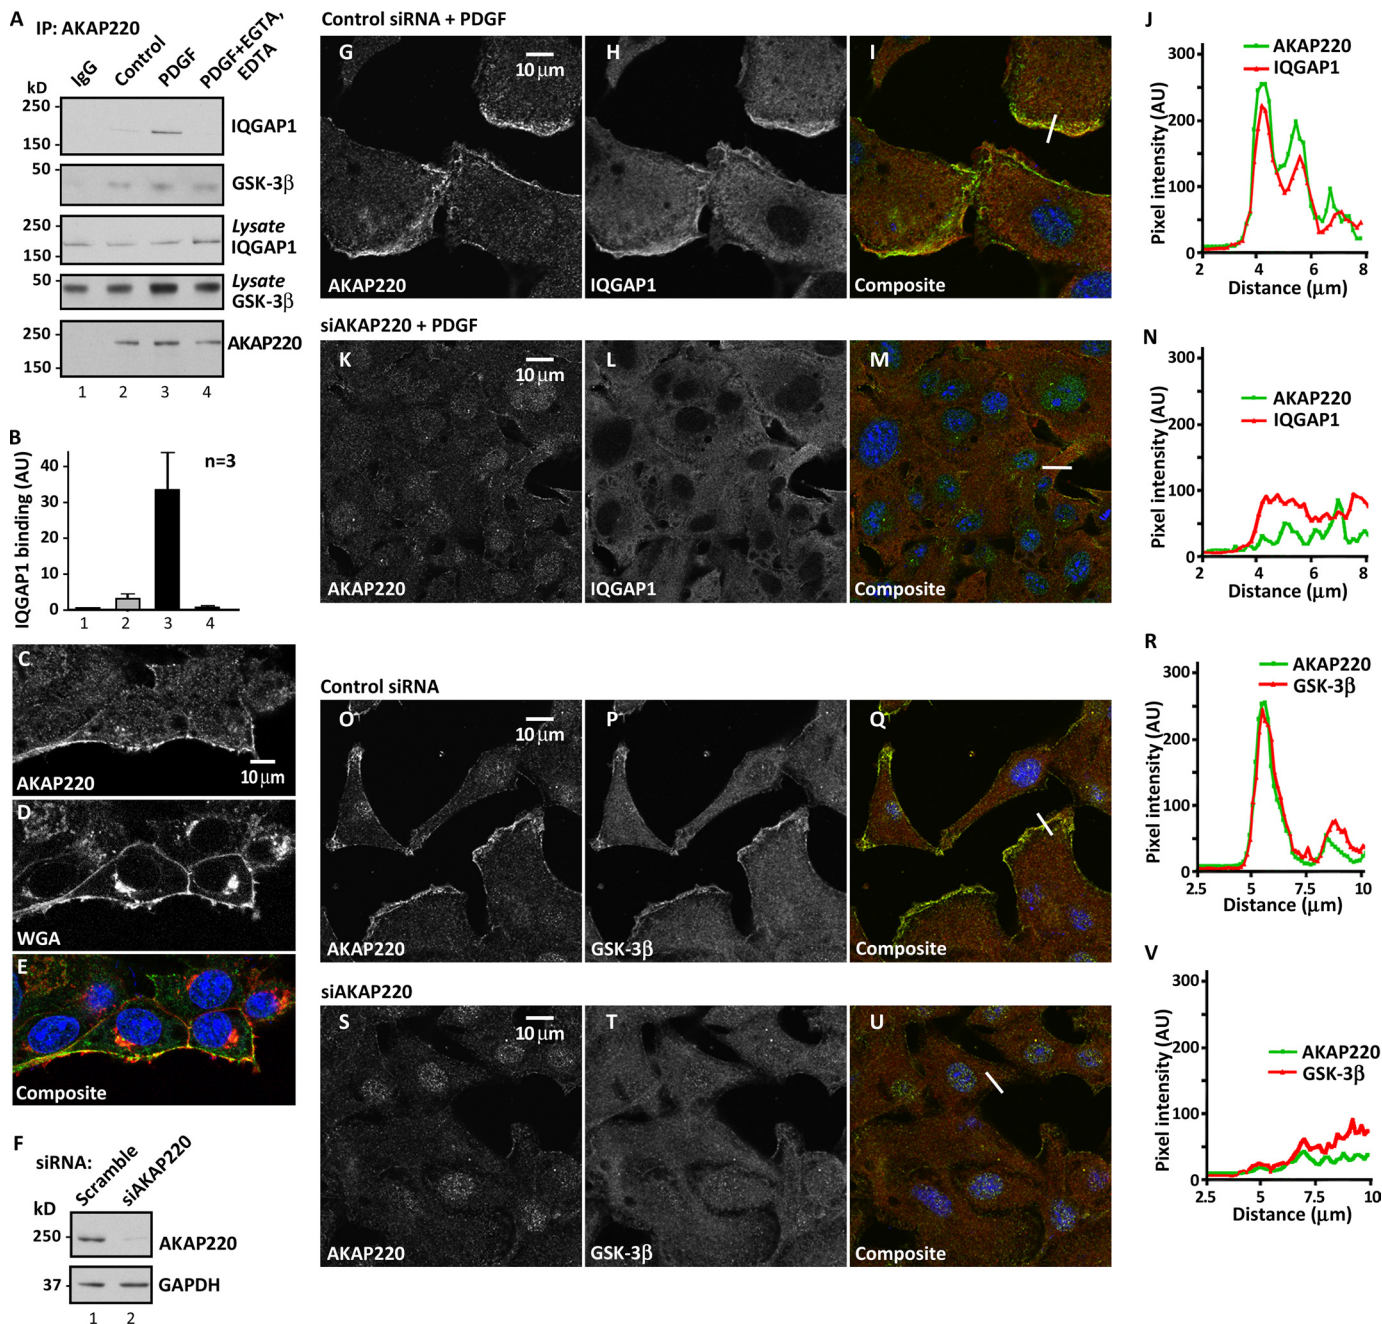 A
IP: AKAP220
IgG
Control
PDGF
PDGF+EGTA,
EDTA
kD
250
150
IQGAP1
50
GSK-3β
250
150
Lysate
IQGAP1
50
Lysate
GSK-3β
250
150
AKAP220
1 2 3 4
B
IQGAP1 binding (AU)
40
30
20
10
0
n=3
1 2 3 4
C
10 μm
AKAP220
D
WGA
E
Composite
F
siRNA:
Scramble
siAKAP220
kD
250
AKAP220
37
GAPDH
1 2
Control siRNA + PDGF
G
10 μm
AKAP220
H
IQGAP1
I
Composite
J
AKAP220
IQGAP1
Pixel intensity (AU)
300
200
100
0
2 4 6 8
Distance (μm)
siAKAP220 + PDGF
K
10 μm
AKAP220
L
IQGAP1
M
Composite
N
AKAP220
IQGAP1
Pixel intensity (AU)
300
200
100
0
2 4 6 8
Distance (μm)
Control siRNA
O
10 μm
AKAP220
P
GSK-3β
Q
Composite
R
AKAP220
GSK-3β
Pixel intensity (AU)
300
200
100
0
2.5 5 7.5 10
Distance (μm)
siAKAP220
S
10 μm
AKAP220
T
GSK-3β
U
Composite
V
AKAP220
GSK-3β
Pixel intensity (AU)
300
200
100
0
2.5 5 7.5 10
Distance (μm)